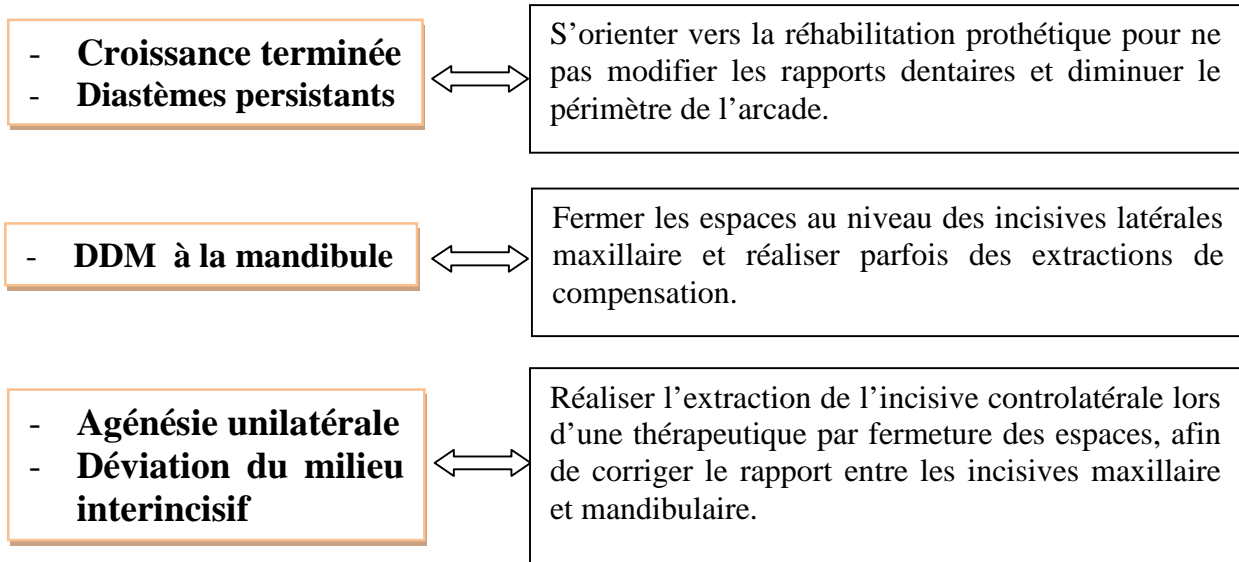 - Croissance terminée
- Diastèmes persistants
S’orienter vers la réhabilitation prothétique pour ne
pas modifier les rapports dentaires et diminuer le
périmètre de l’arcade.
- DDM à la mandibule
Fermer les espaces au niveau des incisives latérales
maxillaire et réaliser parfois des extractions de
compensation.
- Agénésie unilatérale
- Déviation du milieu
interincisif
Réaliser l’extraction de l’incisive controlatérale lors
d’une thérapeutique par fermeture des espaces, afin
de corriger le rapport entre les incisives maxillaire
et mandibulaire.